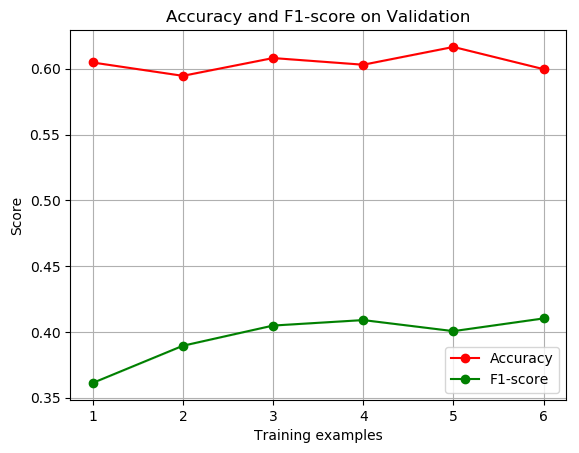 Accuracy and F1-score on Validation
0.60
0.55
0.50
0.45
0.40
0.35
Score
1 2 3 4 5 6
Training examples
Accuracy
F1-score